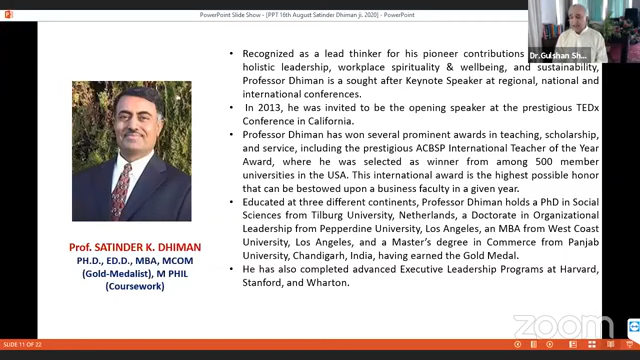 PowerPoint Slide Show - [PPT 16th August Satinder Dhiman ji. 2020] - PowerPoint
Dr.Gulshan Sh...
• Recognized as a lead thinker for his pioneer contributions
holistic leadership, workplace spirituality & wellbeing, and sustainability,
Professor Dhiman is a sought after Keynote Speaker at regional, national and
international conferences.
• In 2013, he was invited to be the opening speaker at the prestigious TEDx
Conference in California.
• Professor Dhiman has won several prominent awards in teaching, scholarship,
and service, including the prestigious ACBSP International Teacher of the Year
Award, where he was selected as winner from among 500 member
universities in the USA. This international award is the highest possible honor
that can be bestowed upon a business faculty in a given year.
• Educated at three different continents, Professor Dhiman holds a PhD in Social
Sciences from Tilburg University, Netherlands, a Doctorate in Organizational
Leadership from Pepperdine University, Los Angeles, an MBA from West Coast
University, Los Angeles, and a Master's degree in Commerce from Panjab
University, Chandigarh, India, having earned the Gold Medal.
• He has also completed advanced Executive Leadership Programs at Harvard,
Stanford, and Wharton.
Prof. SATINDER K. DHIMAN
PH.D., ED.D., MBA, MCOM
(Gold-Medalist), M PHIL
(Coursework)
zoom
SLIDE 11 OF 22